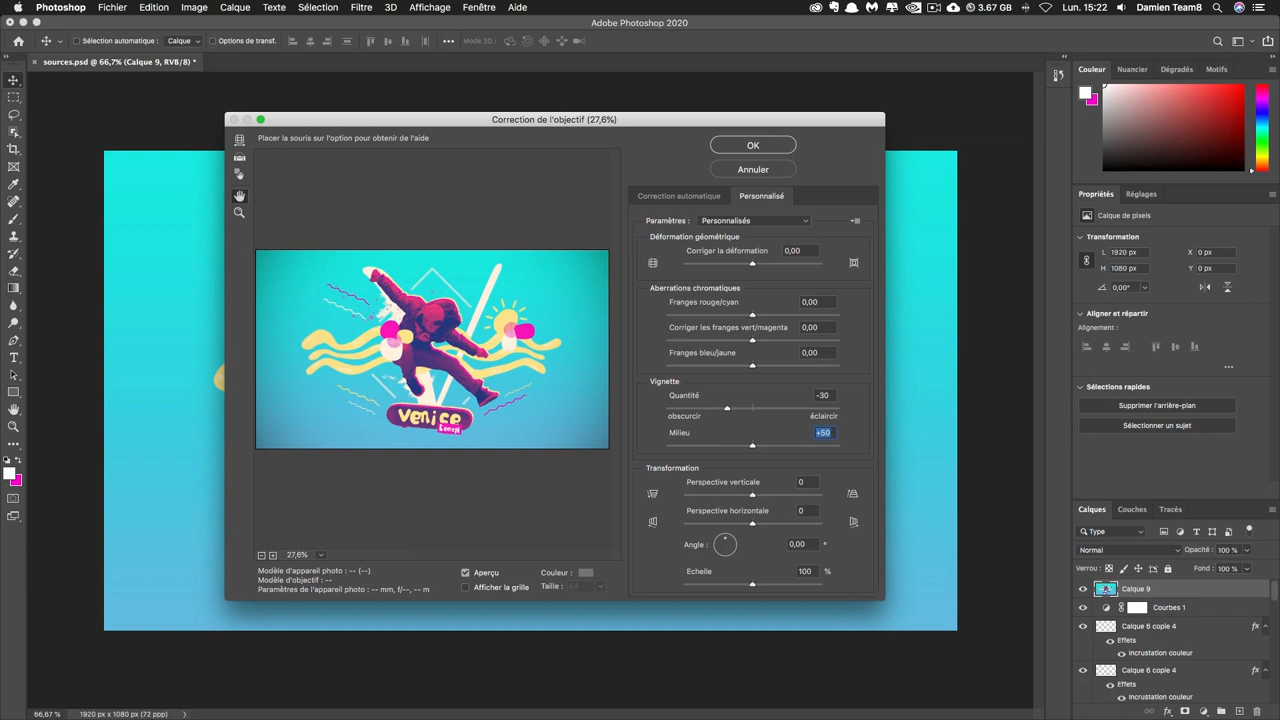 Photoshop Fichier Edition Image Calque Texte Sélection Filtre 3D Affichage Fenêtre Aide 3.67 GB Lun. 15:22 Damien Team8
Adobe Photoshop 2020
Sélection automatique : Calque Options de transf. Mode 3D :
sources.psd @ 66,7% (Calque 9, RVB/8) *
Couleur Nuancier Dégradés Motifs
Correction de l'objectif (27,6%)
Placer la souris sur l'option pour obtenir de l'aide
OK
Annuler
Correction automatique Personnalisé
Paramètres : Personnalisés
Déformation géométrique
Corriger la déformation 0,00
Aberrations chromatiques
Franges rouge/cyan 0,00
Corriger les franges vert/magenta 0,00
Franges bleu/jaune 0,00
Vignette
Quantité -30
obscurcir éclaircir
Milieu +50
Transformation
Perspective verticale 0
Perspective horizontale 0
Angle : 0,00 °
Echelle 100 %
venice
beach
27,6%
Modèle d'appareil photo : -- (--)
Modèle d'objectif : --
Paramètres de l'appareil photo : -- mm, f/--, -- m
Aperçu Couleur :
Afficher la grille Taille : 64
Propriétés Réglages
Calque de pixels
Transformation
L 1920 px X 0 px
H 1080 px Y 0 px
0,00°
Aligner et répartir
Alignement :
Sélections rapides
Supprimer l'arrière-plan
Sélectionner un sujet
Calques Couches Tracés
Type
Normal Opacité : 100 %
Verrou : Fond : 100 %
Calque 9
Courbes 1
Calque 6 copie 4 fx
Effets
Incrustation couleur
Calque 6 copie 4 fx
Effets
Incrustation couleur
fx
66,67 % 1920 px x 1080 px (72 ppp)